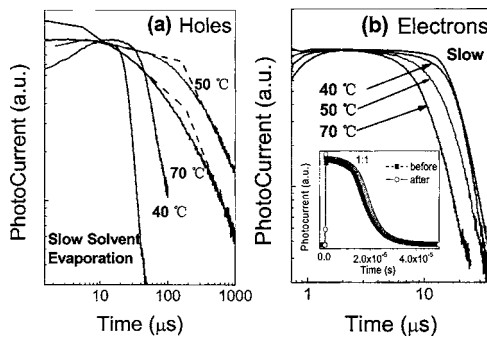 (a) Holes
PhotoCurrent (a.u.)
50 ℃
70 ℃
40 ℃
Slow Solvent
Evaporation
10
100
1000
Time (μs)
(b) Electrons
PhotoCurrent (a.u.)
Slow
40 ℃
50 ℃
70 ℃
1:1
before
after
Photocurrent (a.u.)
0.0
2.0x10⁻⁵
4.0x10⁻⁵
Time (s)
1
10
Time (μs)